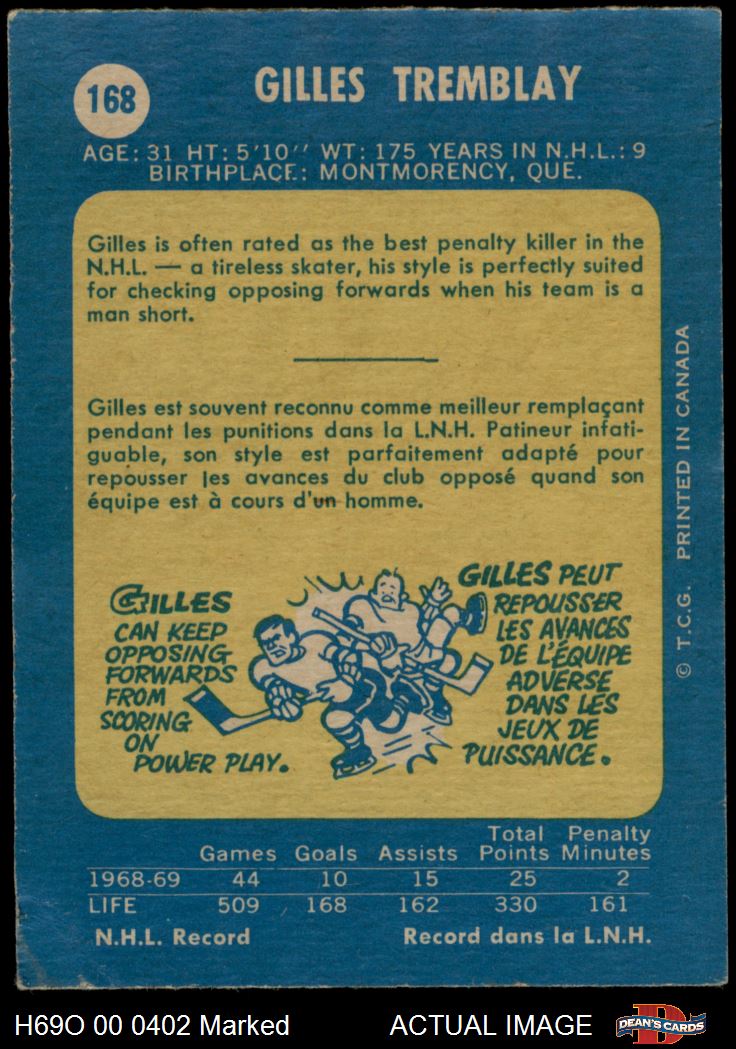 168
GILLES TREMBLAY
AGE: 31 HT: 5'10'' WT: 175 YEARS IN N.H.L.: 9
BIRTHPLACE: MONTMORENCY, QUE.
Gilles is often rated as the best penalty killer in the
N.H.L. — a tireless skater, his style is perfectly suited
for checking opposing forwards when his team is a
man short.
Gilles est souvent reconnu comme meilleur remplaçant
pendant les punitions dans la L.N.H. Patineur infati-
guable, son style est parfaitement adapté pour
repousser les avances du club opposé quand son
équipe est à cours d'un homme.
GILLES
CAN KEEP
OPPOSING
FORWARDS
FROM
SCORING
ON
POWER PLAY.
GILLES PEUT
REPOUSSER
LES AVANCES
DE L'ÉQUIPE
ADVERSE
DANS LES
JEUX DE
PUISSANCE.
© T.C.G. PRINTED IN CANADA
Games Goals Assists Total Points Penalty Minutes
1968-69 44 10 15 25 2
LIFE 509 168 162 330 161
N.H.L. Record Record dans la L.N.H.
H69O 00 0402 Marked ACTUAL IMAGE
D
DEAN'S CARDS